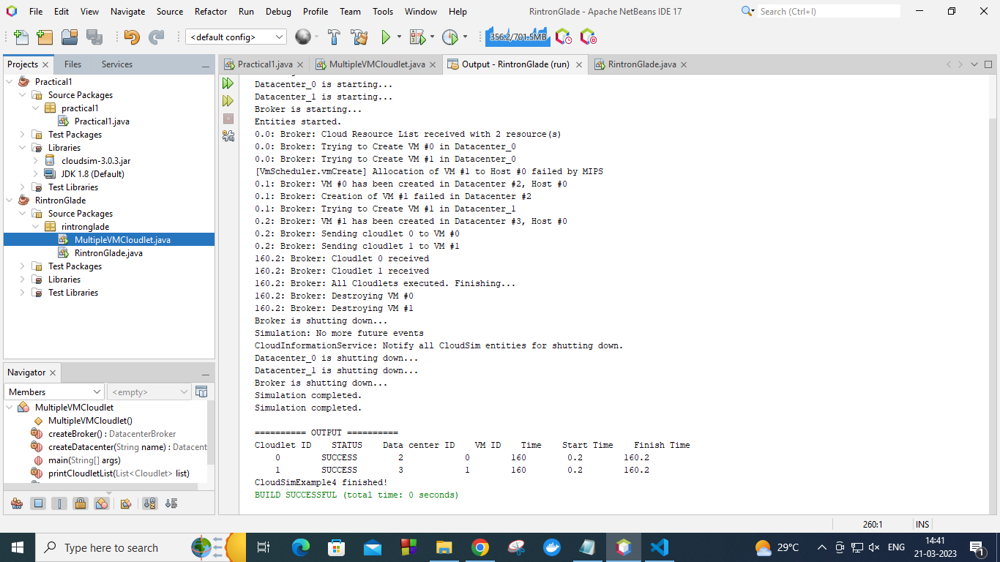 File Edit View Navigate Source Refactor Run Debug Profile Team Tools Window Help
RintronGlade - Apache NetBeans IDE 17
Search (Ctrl+I)
<default config>
356.2/701.5MB
Projects Files Services
Practical1
Source Packages
practical1
Practical1.java
Test Packages
Libraries
cloudsim-3.0.3.jar
JDK 1.8 (Default)
Test Libraries
RintronGlade
Source Packages
rintronglade
MultipleVMCloudlet.java
RintronGlade.java
Test Packages
Libraries
Test Libraries
Navigator
Members <empty>
MultipleVMCloudlet
MultipleVMCloudlet()
createBroker() : DatacenterBroker
createDatacenter(String name) : Datacent
main(String[] args)
printCloudletList(List<Cloudlet> list)
Practical1.java MultipleVMCloudlet.java Output - RintronGlade (run) RintronGlade.java
Datacenter_0 is starting...
Datacenter_1 is starting...
Broker is starting...
Entities started.
0.0: Broker: Cloud Resource List received with 2 resource(s)
0.0: Broker: Trying to Create VM #0 in Datacenter_0
0.0: Broker: Trying to Create VM #1 in Datacenter_0
[VmScheduler.vmCreate] Allocation of VM #1 to Host #0 failed by MIPS
0.1: Broker: VM #0 has been created in Datacenter #2, Host #0
0.1: Broker: Creation of VM #1 failed in Datacenter #2
0.1: Broker: Trying to Create VM #1 in Datacenter_1
0.2: Broker: VM #1 has been created in Datacenter #3, Host #0
0.2: Broker: Sending cloudlet 0 to VM #0
0.2: Broker: Sending cloudlet 1 to VM #1
160.2: Broker: Cloudlet 0 received
160.2: Broker: Cloudlet 1 received
160.2: Broker: All Cloudlets executed. Finishing...
160.2: Broker: Destroying VM #0
160.2: Broker: Destroying VM #1
Broker is shutting down...
Simulation: No more future events
CloudInformationService: Notify all CloudSim entities for shutting down.
Datacenter_0 is shutting down...
Datacenter_1 is shutting down...
Broker is shutting down...
Simulation completed.
Simulation completed.
========== OUTPUT ==========
Cloudlet ID STATUS Data center ID VM ID Time Start Time Finish Time
0 SUCCESS 2 0 160 0.2 160.2
1 SUCCESS 3 1 160 0.2 160.2
CloudSimExample4 finished!
BUILD SUCCESSFUL (total time: 0 seconds)
260:1 INS
Type here to search
29°C ENG 14:41
21-03-2023
1